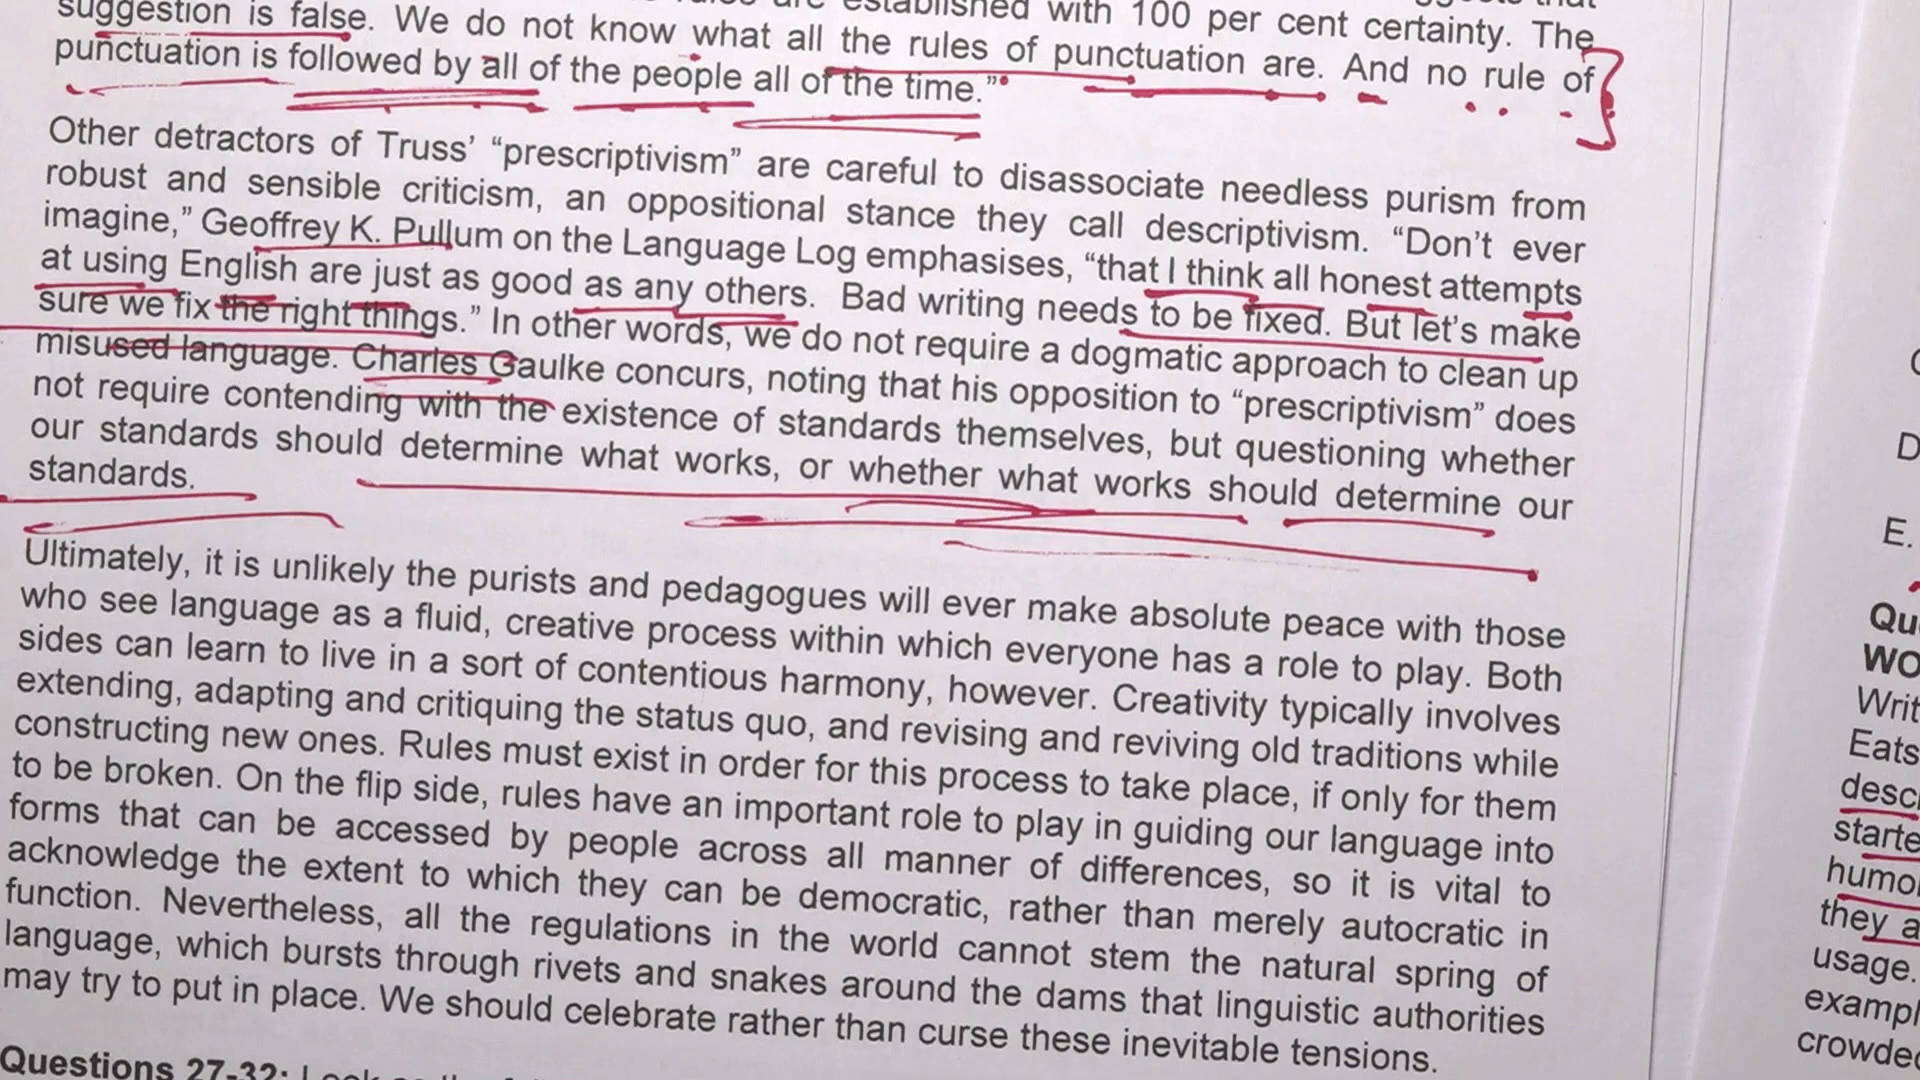 established with 100 per cent certainty. The
suggestion is false. We do not know what all the rules of punctuation are. And no rule of
punctuation is followed by all of the people all of the time.”
Other detractors of Truss’ “prescriptivism” are careful to disassociate needless purism from
robust and sensible criticism, an oppositional stance they call descriptivism. “Don’t ever
imagine,” Geoffrey K. Pullum on the Language Log emphasises, “that I think all honest attempts
at using English are just as good as any others. Bad writing needs to be fixed. But let’s make
sure we fix the right things.” In other words, we do not require a dogmatic approach to clean up
misused language. Charles Gaulke concurs, noting that his opposition to “prescriptivism” does
not require contending with the existence of standards themselves, but questioning whether
our standards should determine what works, or whether what works should determine our
standards.
Ultimately, it is unlikely the purists and pedagogues will ever make absolute peace with those
who see language as a fluid, creative process within which everyone has a role to play. Both
sides can learn to live in a sort of contentious harmony, however. Creativity typically involves
extending, adapting and critiquing the status quo, and revising and reviving old traditions while
constructing new ones. Rules must exist in order for this process to take place, if only for them
to be broken. On the flip side, rules have an important role to play in guiding our language into
forms that can be accessed by people across all manner of differences, so it is vital to
acknowledge the extent to which they can be democratic, rather than merely autocratic in
function. Nevertheless, all the regulations in the world cannot stem the natural spring of
language, which bursts through rivets and snakes around the dams that linguistic authorities
may try to put in place. We should celebrate rather than curse these inevitable tensions.
Questions 27-32:
D
E.
Qu
WO
Writ
Eats
desc
starte
humo
they a
usage.
exampl
crowded